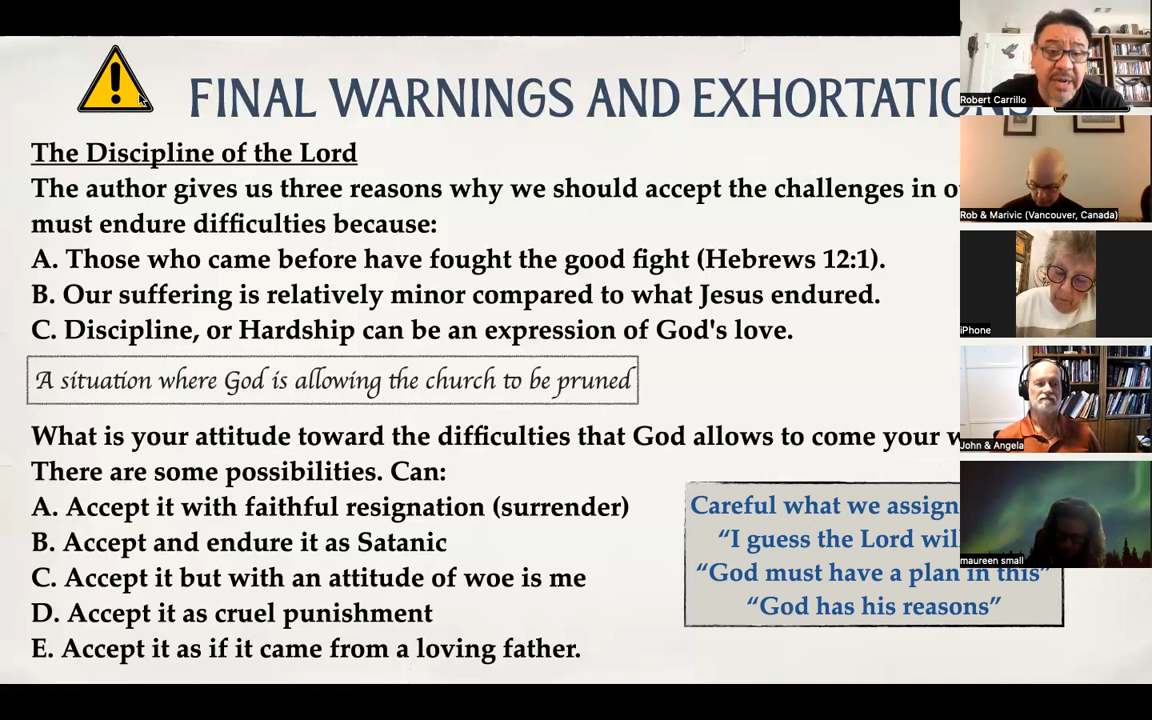 FINAL WARNINGS AND EXHORTATIONS
The Discipline of the Lord
The author gives us three reasons why we should accept the challenges in
must endure difficulties because:
A. Those who came before have fought the good fight (Hebrews 12:1).
B. Our suffering is relatively minor compared to what Jesus endured.
C. Discipline, or Hardship can be an expression of God's love.
A situation where God is allowing the church to be pruned
What is your attitude toward the difficulties that God allows to come your
There are some possibilities. Can:
A. Accept it with faithful resignation (surrender)
B. Accept and endure it as Satanic
C. Accept it but with an attitude of woe is me
D. Accept it as cruel punishment
E. Accept it as if it came from a loving father.
Careful what we assign
“I guess the Lord
“God must have a plan in this”
“God has his reasons”
Robert Carrillo
Rob & Marivic (Vancouver, Canada)
iPhone
John & Angela
maureen small